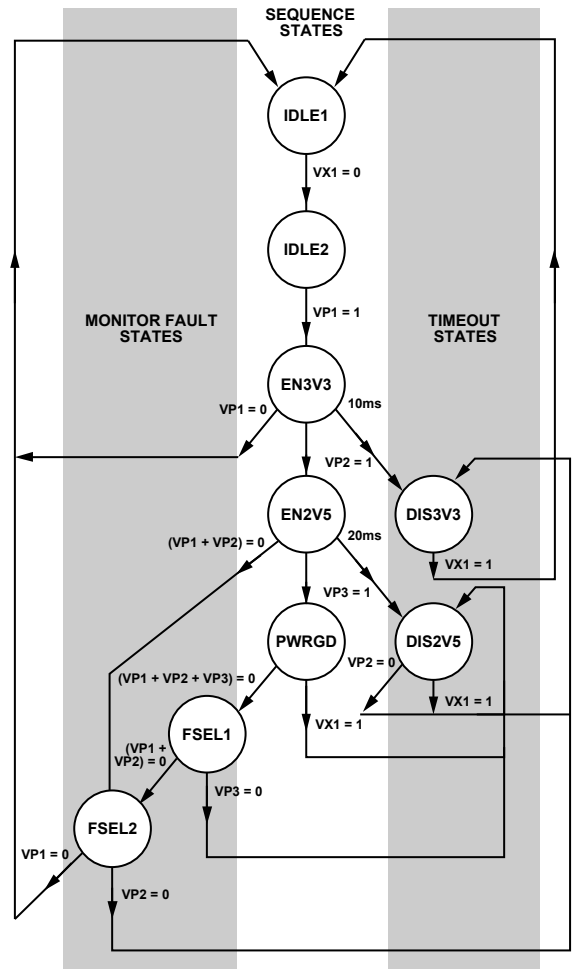 SEQUENCE
STATES
IDLE1
VX1 = 0
IDLE2
MONITOR FAULT
STATES
VP1 = 1
TIMEOUT
STATES
EN3V3
VP1 = 0
10ms
VP2 = 1
EN2V5
DIS3V3
(VP1 + VP2) = 0
20ms
VX1 = 1
VP3 = 1
PWRGD
DIS2V5
VP2 = 0
(VP1 + VP2 + VP3) = 0
VX1 = 1
VX1 = 1
FSEL1
(VP1 +
VP2) = 0
VP3 = 0
FSEL2
VP1 = 0
VP2 = 0